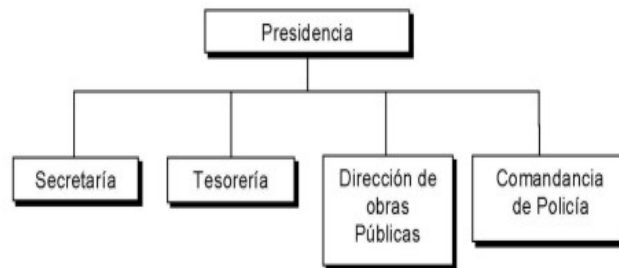 Presidencia
Secretaría
Tesorería
Dirección de
obras
Públicas
Comandancia
de Policía